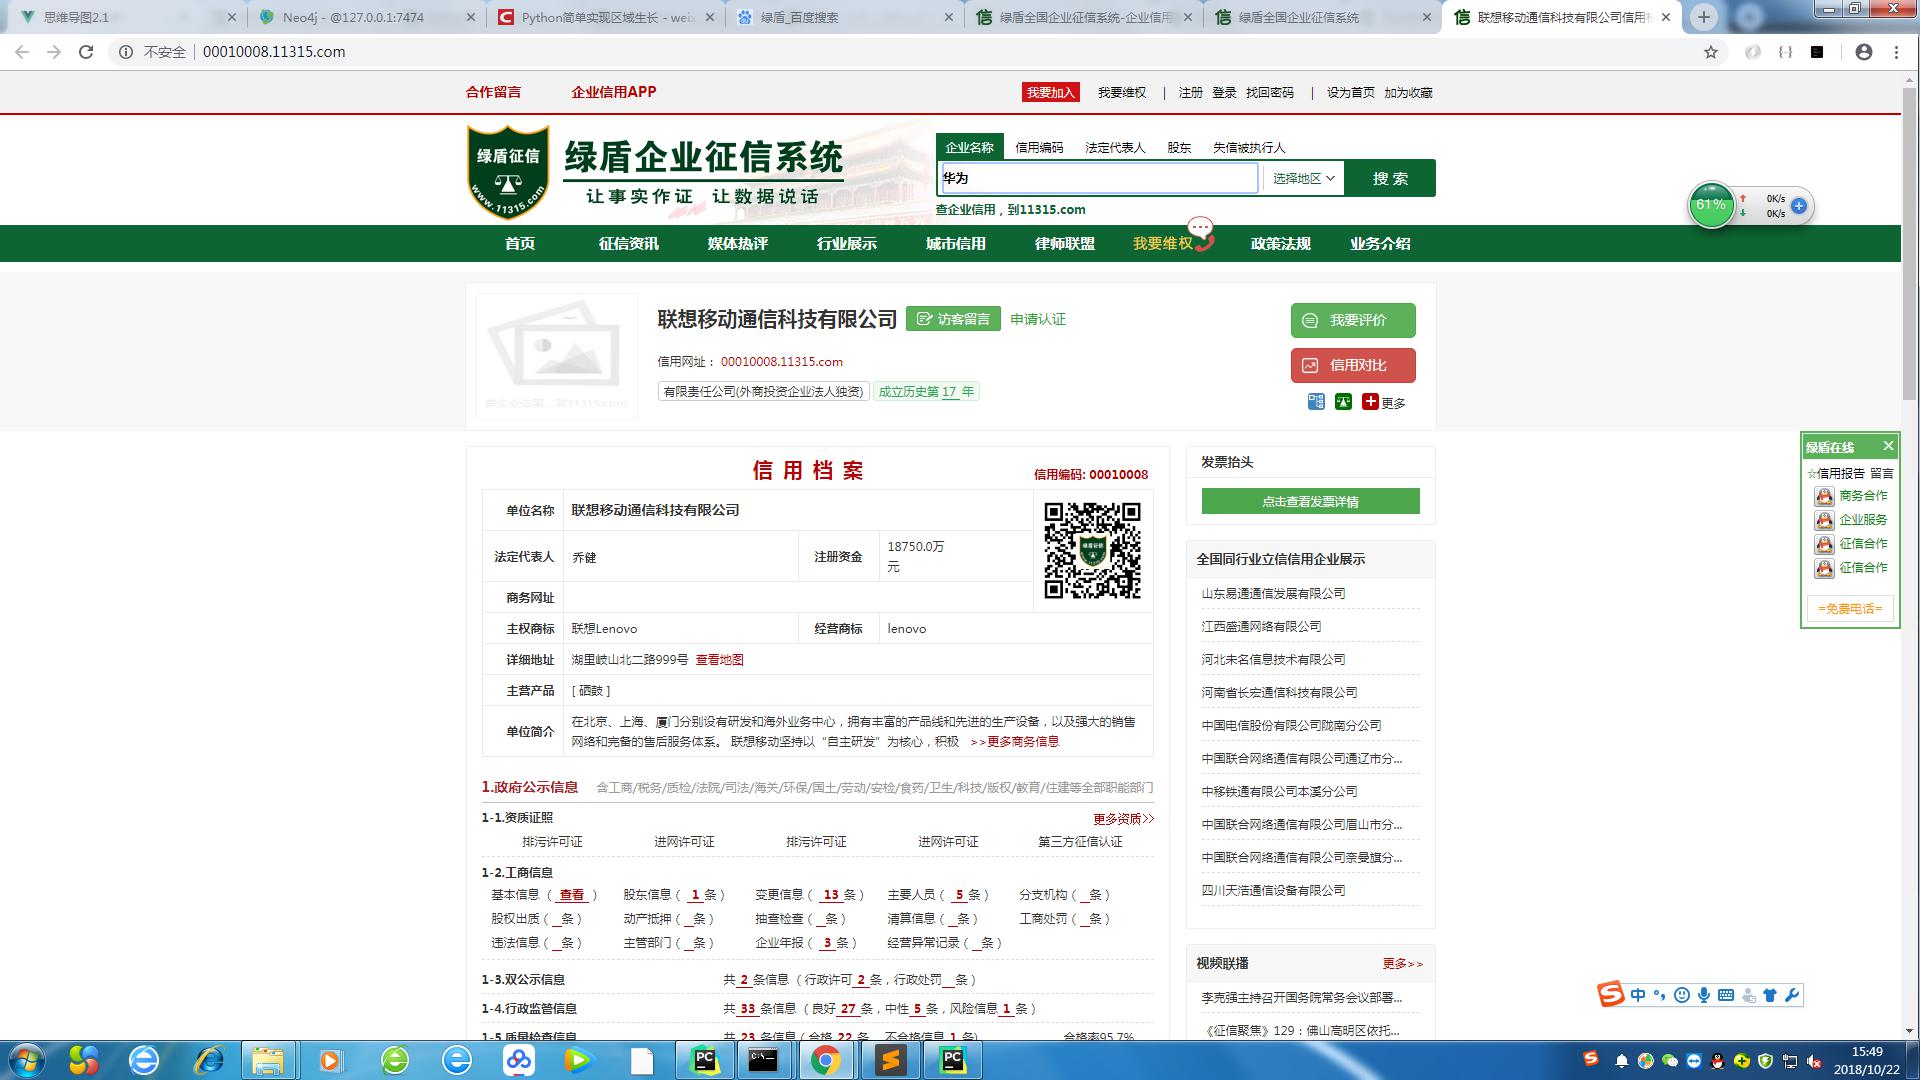 思维导图2.1
Neo4j - @127.0.0.1:7474
Python简单实现区域生长 - weix
绿盾_百度搜索
绿盾全国企业征信系统-企业信用
绿盾全国企业征信系统
联想移动通信科技有限公司信用档
不安全
00010008.11315.com
合作留言
企业信用APP
我要加入
我要维权 | 注册 登录 找回密码 | 设为首页 加为收藏
绿盾征信
www.11315.com
绿盾企业征信系统
让事实作证 让数据说话
企业名称 信用编码 法定代表人 股东 失信被执行人
华为
选择地区
搜 索
查企业信用，到11315.com
61%
0K/s
0K/s
首页 征信资讯 媒体热评 行业展示 城市信用 律师联盟 我要维权 政策法规 业务介绍
查企业信用，到11315.com
联想移动通信科技有限公司
访客留言
申请认证
信用网址： 00010008.11315.com
有限责任公司(外商投资企业法人独资)
成立历史第 17 年
我要评价
信用对比
更多
信 用 档 案
信用编码: 00010008
单位名称 联想移动通信科技有限公司
法定代表人 乔健 注册资金 18750.0万
元
绿盾征信
商务网址
主权商标 联想Lenovo 经营商标 lenovo
详细地址 湖里岐山北二路999号 查看地图
主营产品 [ 硒鼓 ]
单位简介
在北京、上海、厦门分别设有研发和海外业务中心，拥有丰富的产品线和先进的生产设备，以及强大的销售
网络和完备的售后服务体系。 联想移动坚持以“自主研发”为核心，积极 >>更多商务信息
1.政府公示信息 含工商/税务/质检/法院/司法/海关/环保/国土/劳动/安检/食药/卫生/科技/版权/教育/住建等全部职能部门
1-1.资质证照 更多资质>>
排污许可证 进网许可证 排污许可证 进网许可证 第三方征信认证
1-2.工商信息
基本信息（ 查看 ） 股东信息（ 1 条） 变更信息（ 13 条） 主要人员（ 5 条） 分支机构（ 条）
股权出质（ 条） 动产抵押（ 条） 抽查检查（ 条） 清算信息（ 条） 工商处罚（ 条）
违法信息（ 条） 主管部门（ 条） 企业年报（ 3 条） 经营异常记录（ 条）
1-3.双公示信息 共 2 条信息 （ 行政许可 2 条，行政处罚 条 ）
1-4.行政监管信息 共 33 条信息 （ 良好 27 条，中性 5 条，风险信息 1 条 ）
1-5.质量检查信息 共 23 条信息 （ 合格 22 条，不合格信息 1 条） 合格率95.7%
发票抬头
点击查看发票详情
全国同行业立信信用企业展示
山东易通通信发展有限公司
江西盛通网络有限公司
河北未名信息技术有限公司
河南省长宏通信科技有限公司
中国电信股份有限公司陇南分公司
中国联合网络通信有限公司通辽市分...
中移铁通有限公司本溪分公司
中国联合网络通信有限公司眉山市分...
中国联合网络通信有限公司奈曼旗分...
四川天浩通信设备有限公司
视频联播 更多>>
李克强主持召开国务院常务会议部署...
《征信聚焦》129：佛山高明区依托...
绿盾在线
☆信用报告 留言
商务合作
企业服务
征信合作
征信合作
=免费电话=
中
15:49
2018/10/22